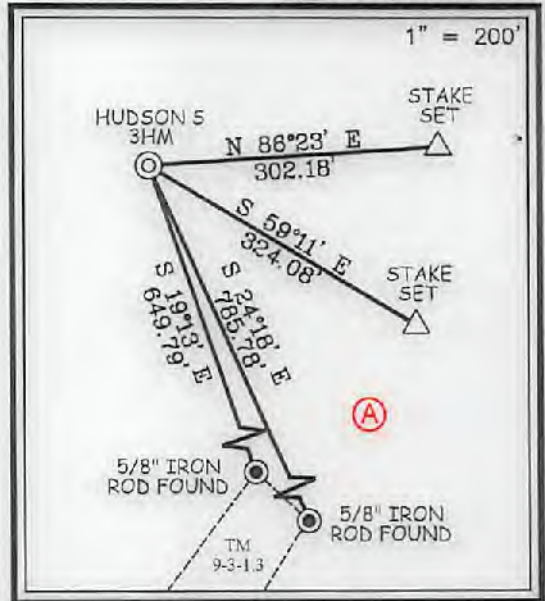 1" = 200'
HUDSON 5
3HM
STAKE
SET
N 86°23' E
302.18'
S 59°11' E
324.08'
STAKE
SET
S 19°13' E
649.79'
S 24°18' E
785.78'
A
5/8" IRON
ROD FOUND
5/8" IRON
ROD FOUND
TM
9-3-1.3